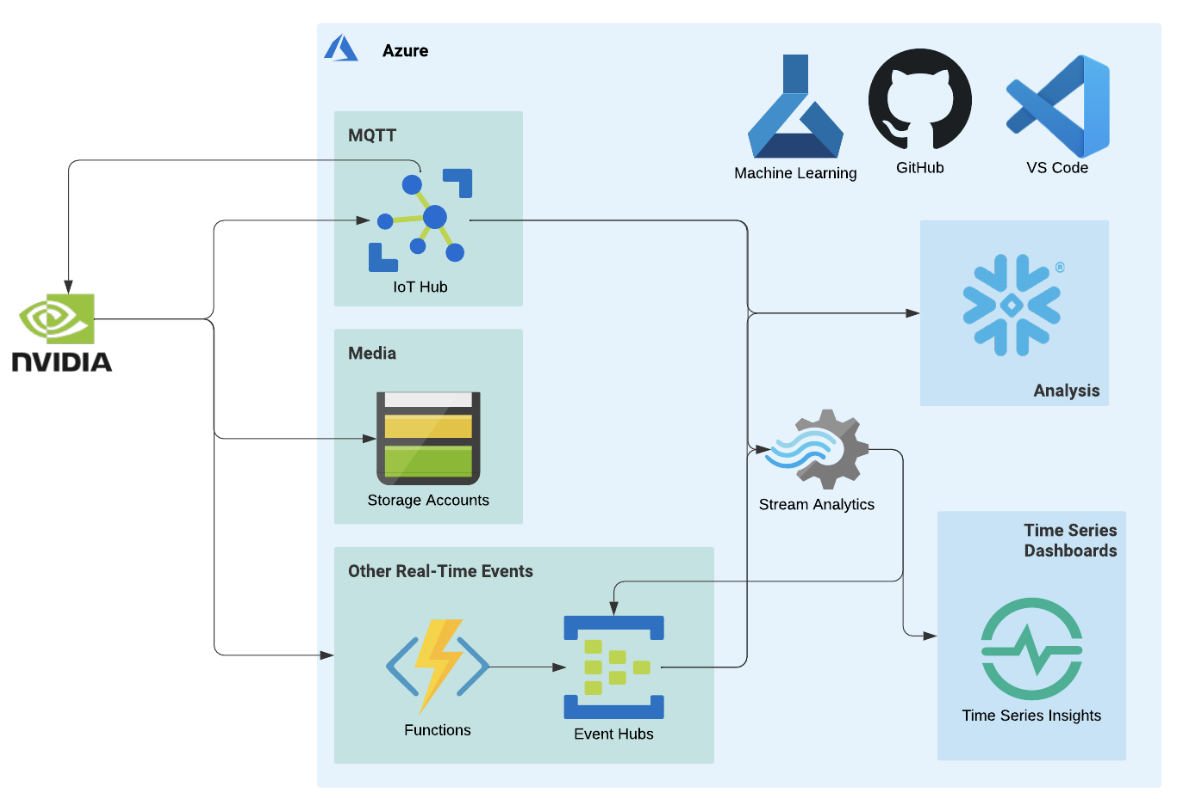 Azure
Machine Learning
GitHub
VS Code
MQTT
IoT Hub
NVIDIA
Media
Storage Accounts
®
Analysis
Stream Analytics
Time Series
Dashboards
Time Series Insights
Other Real-Time Events
Functions
Event Hubs